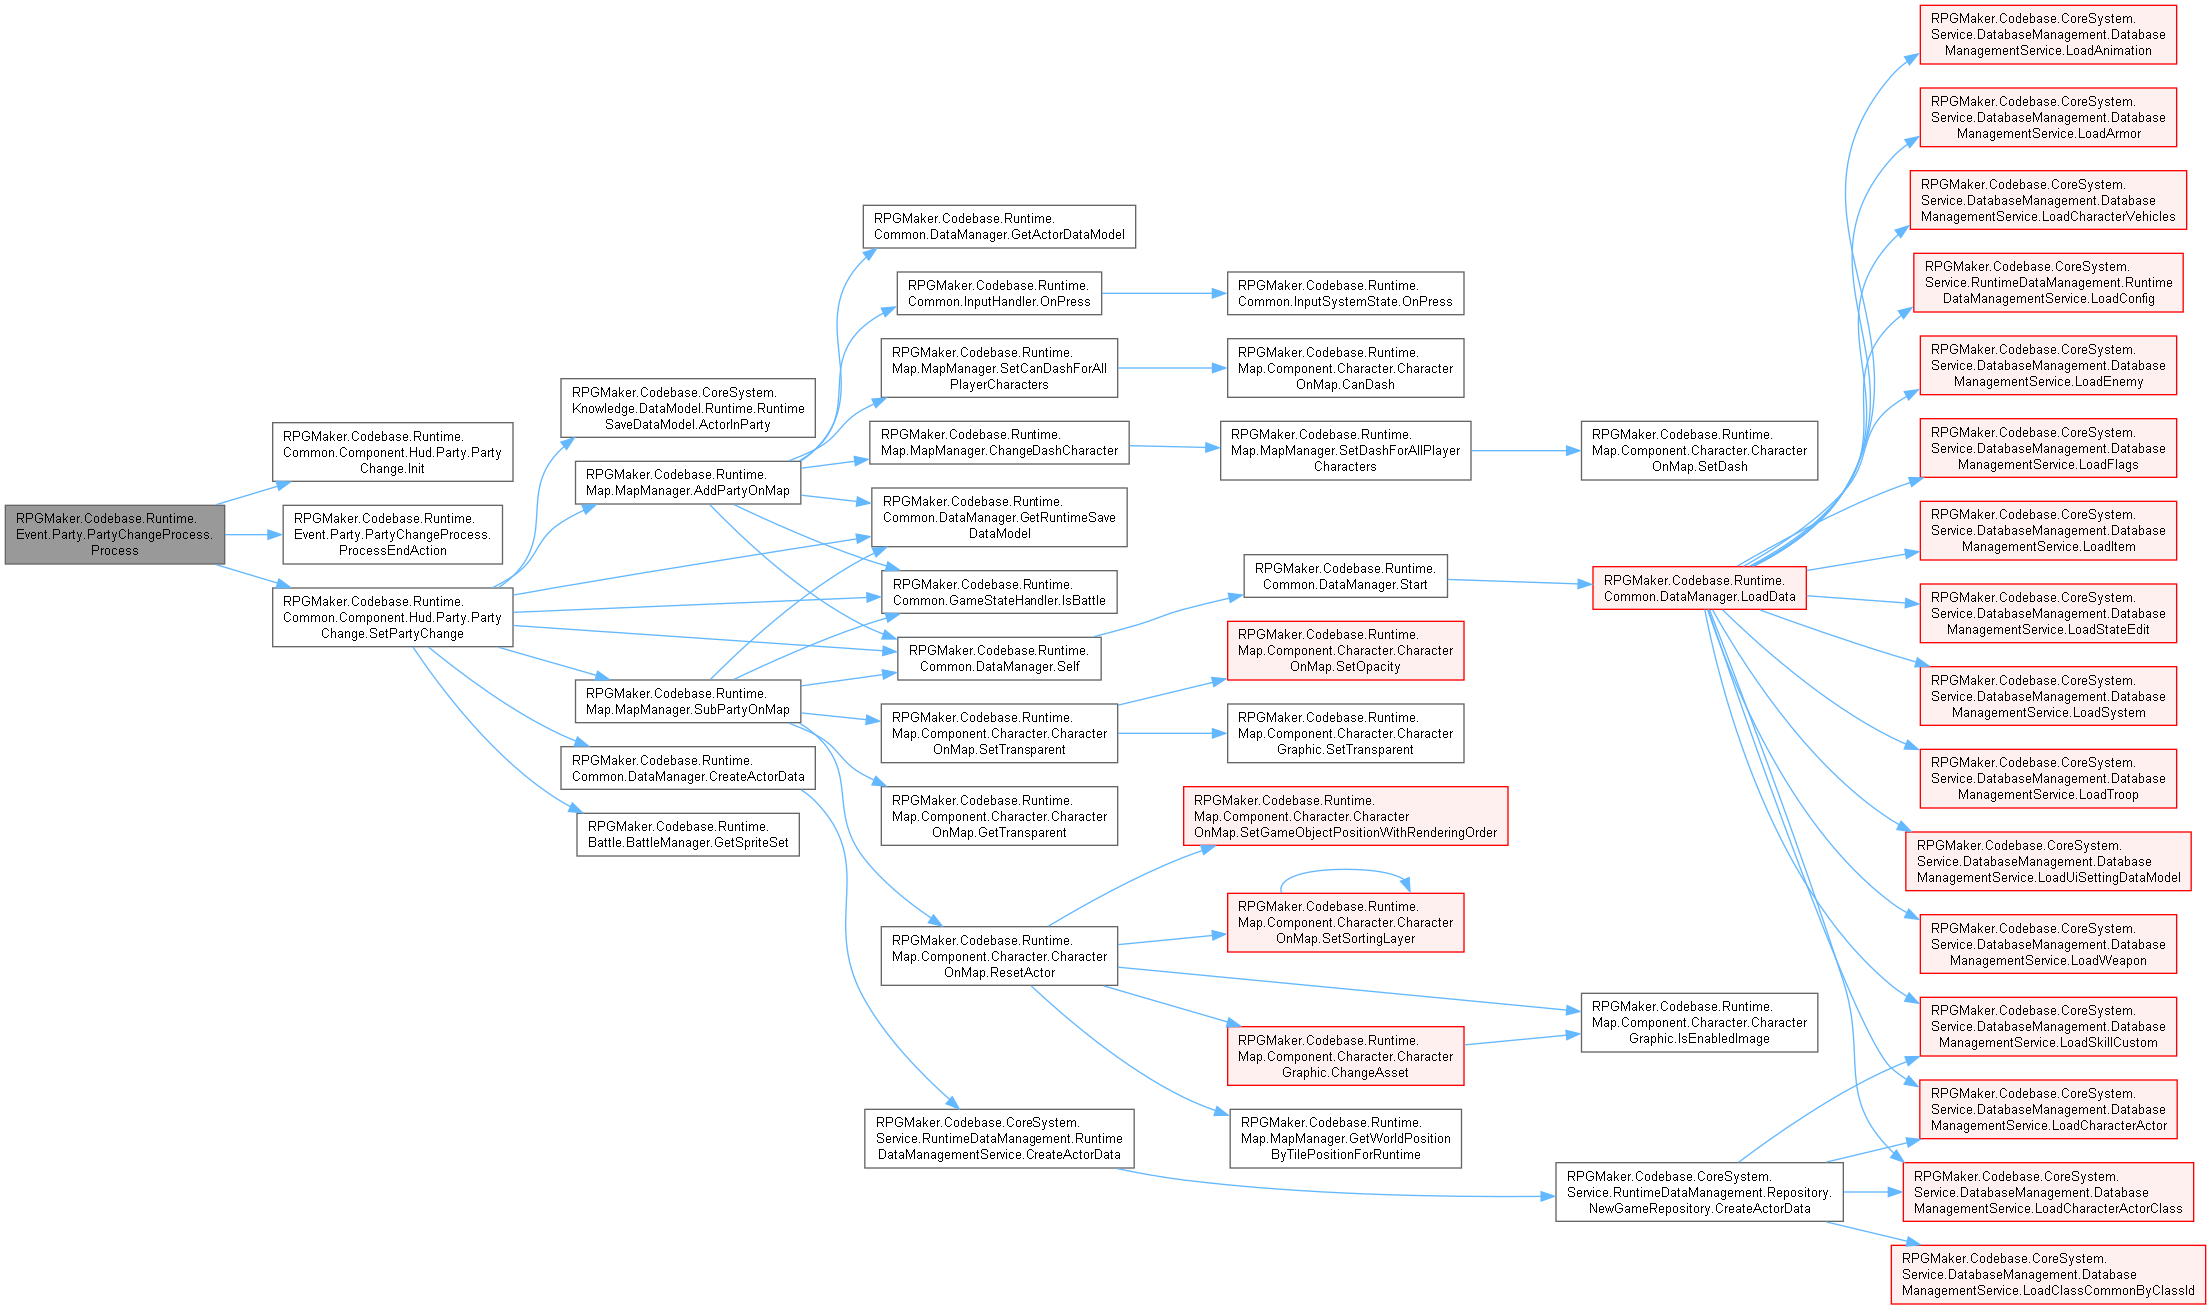 RPGMaker.Codebase.Runtime.
Event.Party.PartyChangeProcess.
Process
RPGMaker.Codebase.Runtime.
Common.Component.Hud.Party.Party
Change.Init
RPGMaker.Codebase.Runtime.
Event.Party.PartyChangeProcess.
ProcessEndAction
RPGMaker.Codebase.Runtime.
Common.Component.Hud.Party.Party
Change.SetPartyChange
RPGMaker.Codebase.CoreSystem.
Knowledge.DataModel.Runtime.Runtime
SaveDataModel.ActorInParty
RPGMaker.Codebase.Runtime.
Map.MapManager.AddPartyOnMap
RPGMaker.Codebase.Runtime.
Map.MapManager.SubPartyOnMap
RPGMaker.Codebase.Runtime.
Common.DataManager.CreateActorData
RPGMaker.Codebase.Runtime.
Battle.BattleManager.GetSpriteSet
RPGMaker.Codebase.Runtime.
Common.DataManager.GetActorDataModel
RPGMaker.Codebase.Runtime.
Common.InputHandler.OnPress
RPGMaker.Codebase.Runtime.
Map.MapManager.SetCanDashForAll
PlayerCharacters
RPGMaker.Codebase.Runtime.
Map.MapManager.ChangeDashCharacter
RPGMaker.Codebase.Runtime.
Common.DataManager.GetRuntimeSave
DataModel
RPGMaker.Codebase.Runtime.
Common.GameStateHandler.IsBattle
RPGMaker.Codebase.Runtime.
Common.DataManager.Self
RPGMaker.Codebase.Runtime.
Map.Component.Character.Character
OnMap.SetTransparent
RPGMaker.Codebase.Runtime.
Map.Component.Character.Character
OnMap.GetTransparent
RPGMaker.Codebase.Runtime.
Map.Component.Character.Character
OnMap.ResetActor
RPGMaker.Codebase.CoreSystem.
Service.RuntimeDataManagement.Runtime
DataManagementService.CreateActorData
RPGMaker.Codebase.Runtime.
Common.InputSystemState.OnPress
RPGMaker.Codebase.Runtime.
Map.Component.Character.Character
OnMap.CanDash
RPGMaker.Codebase.Runtime.
Map.MapManager.SetDashForAllPlayer
Characters
RPGMaker.Codebase.Runtime.
Common.DataManager.Start
RPGMaker.Codebase.Runtime.
Map.Component.Character.Character
OnMap.SetOpacity
RPGMaker.Codebase.Runtime.
Map.Component.Character.Character
Graphic.SetTransparent
RPGMaker.Codebase.Runtime.
Map.Component.Character.Character
OnMap.SetGameObjectPositionWithRenderingOrder
RPGMaker.Codebase.Runtime.
Map.Component.Character.Character
OnMap.SetSortingLayer
RPGMaker.Codebase.Runtime.
Map.Component.Character.Character
Graphic.ChangeAsset
RPGMaker.Codebase.Runtime.
Map.MapManager.GetWorldPosition
ByTilePositionForRuntime
RPGMaker.Codebase.Runtime.
Map.Component.Character.Character
OnMap.SetDash
RPGMaker.Codebase.Runtime.
Common.DataManager.LoadData
RPGMaker.Codebase.Runtime.
Map.Component.Character.Character
Graphic.IsEnabledImage
RPGMaker.Codebase.CoreSystem.
Service.RuntimeDataManagement.Repository.
NewGameRepository.CreateActorData
RPGMaker.Codebase.CoreSystem.
Service.DatabaseManagement.Database
ManagementService.LoadAnimation
RPGMaker.Codebase.CoreSystem.
Service.DatabaseManagement.Database
ManagementService.LoadArmor
RPGMaker.Codebase.CoreSystem.
Service.DatabaseManagement.Database
ManagementService.LoadCharacterVehicles
RPGMaker.Codebase.CoreSystem.
Service.RuntimeDataManagement.Runtime
DataManagementService.LoadConfig
RPGMaker.Codebase.CoreSystem.
Service.DatabaseManagement.Database
ManagementService.LoadEnemy
RPGMaker.Codebase.CoreSystem.
Service.DatabaseManagement.Database
ManagementService.LoadFlags
RPGMaker.Codebase.CoreSystem.
Service.DatabaseManagement.Database
ManagementService.LoadItem
RPGMaker.Codebase.CoreSystem.
Service.DatabaseManagement.Database
ManagementService.LoadStateEdit
RPGMaker.Codebase.CoreSystem.
Service.DatabaseManagement.Database
ManagementService.LoadSystem
RPGMaker.Codebase.CoreSystem.
Service.DatabaseManagement.Database
ManagementService.LoadTroop
RPGMaker.Codebase.CoreSystem.
Service.DatabaseManagement.Database
ManagementService.LoadUiSettingDataModel
RPGMaker.Codebase.CoreSystem.
Service.DatabaseManagement.Database
ManagementService.LoadWeapon
RPGMaker.Codebase.CoreSystem.
Service.DatabaseManagement.Database
ManagementService.LoadSkillCustom
RPGMaker.Codebase.CoreSystem.
Service.DatabaseManagement.Database
ManagementService.LoadCharacterActor
RPGMaker.Codebase.CoreSystem.
Service.DatabaseManagement.Database
ManagementService.LoadCharacterActorClass
RPGMaker.Codebase.CoreSystem.
Service.DatabaseManagement.Database
ManagementService.LoadClassCommonByClassId